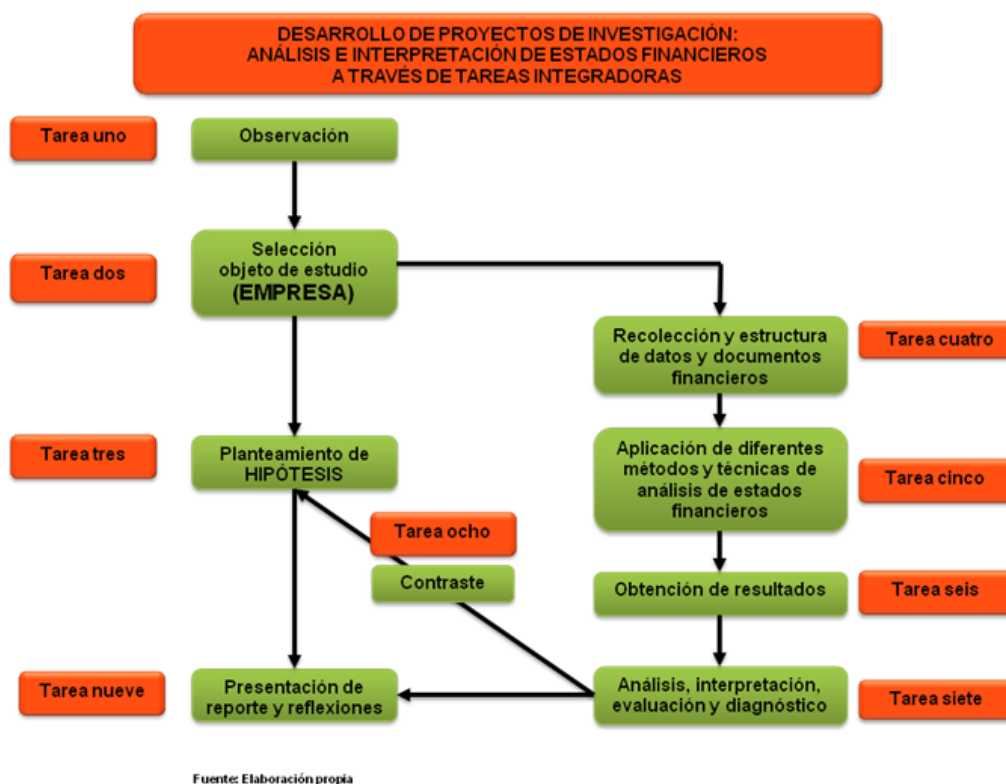 DESARROLLO DE PROYECTOS DE INVESTIGACIÓN:
ANÁLISIS E INTERPRETACIÓN DE ESTADOS FINANCIEROS
A TRAVÉS DE TAREAS INTEGRADORAS
Tarea uno
Observación
Tarea dos
Selección
objeto de estudio
(EMPRESA)
Recolección y estructura
de datos y documentos
financieros
Tarea cuatro
Tarea tres
Planteamiento de
HIPÓTESIS
Aplicación de diferentes
métodos y técnicas de
análisis de estados
financieros
Tarea cinco
Tarea ocho
Contraste
Obtención de resultados
Tarea seis
Tarea nueve
Presentación de
reporte y reflexiones
Análisis, interpretación,
evaluación y diagnóstico
Tarea siete
Fuente: Elaboración propia